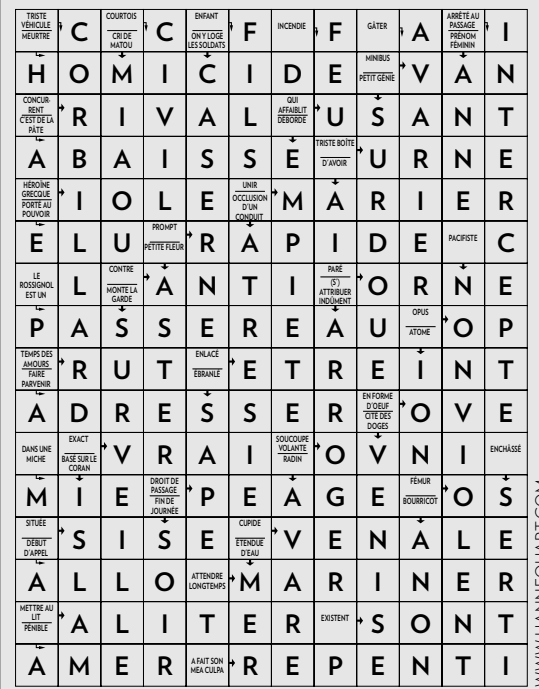 TRISTE VÉHICULE MEURTRE C COURTOIS CRI DE MATOU C ENFANT ON Y LOGE LES SOLDATS F INCENDIE F GÂTER A ARRÊTÉ AU PASSAGE PRÉNOM FÉMININ I
H O M I C I D E MINIBUS PETIT GÉNIE V A N
CONCUR- RENT C'EST DE LA PÂTE R I V A L QUI AFFAIBLIT DÉBORDE U S A N T
A B A I S S E TRISTE BOÎTE D'AVOIR U R N E
HÉROÏNE GRECQUE PORTÉ AU POUVOIR I O L E UNIR OCCLUSION D'UN CONDUIT M A R I E R
E L U PROMPT PETITE FLEUR R A P I D E PACIFISTE C
LE ROSSIGNOL EST UN L CONTRE MONTE LA GARDE A N T I PARÉ (S') ATTRIBUER INDÛMENT O R N E
P A S S E R E A U OPUS ATOME O P
TEMPS DES AMOURS FAIRE PARVENIR R U T ENLACÉ ÉBRANLÉ E T R E I N T
A D R E S S E R EN FORME D'OEUF CITÉ DES DOGES O V E
DANS UNE MICHE EXACT BASÉ SUR LE CORAN V R A I SOUCOUPE VOLANTE RADIN O V N I ENCHÂSSÉ
M I E DROIT DE PASSAGE FIN DE JOURNÉE P E A G E FÉMUR BOURRICOT O S
SITUÉE DÉBUT D'APPEL S I S E CUPIDE ÉTENDUE D'EAU V E N A L E
A L L O ATTENDRE LONGTEMPS M A R I N E R
METTRE AU LIT PÉNIBLE A L I T E R EXISTENT S O N T
A M E R A FAIT SON MEA CULPA R E P E N T I
WWW.HANNEQUART.COM